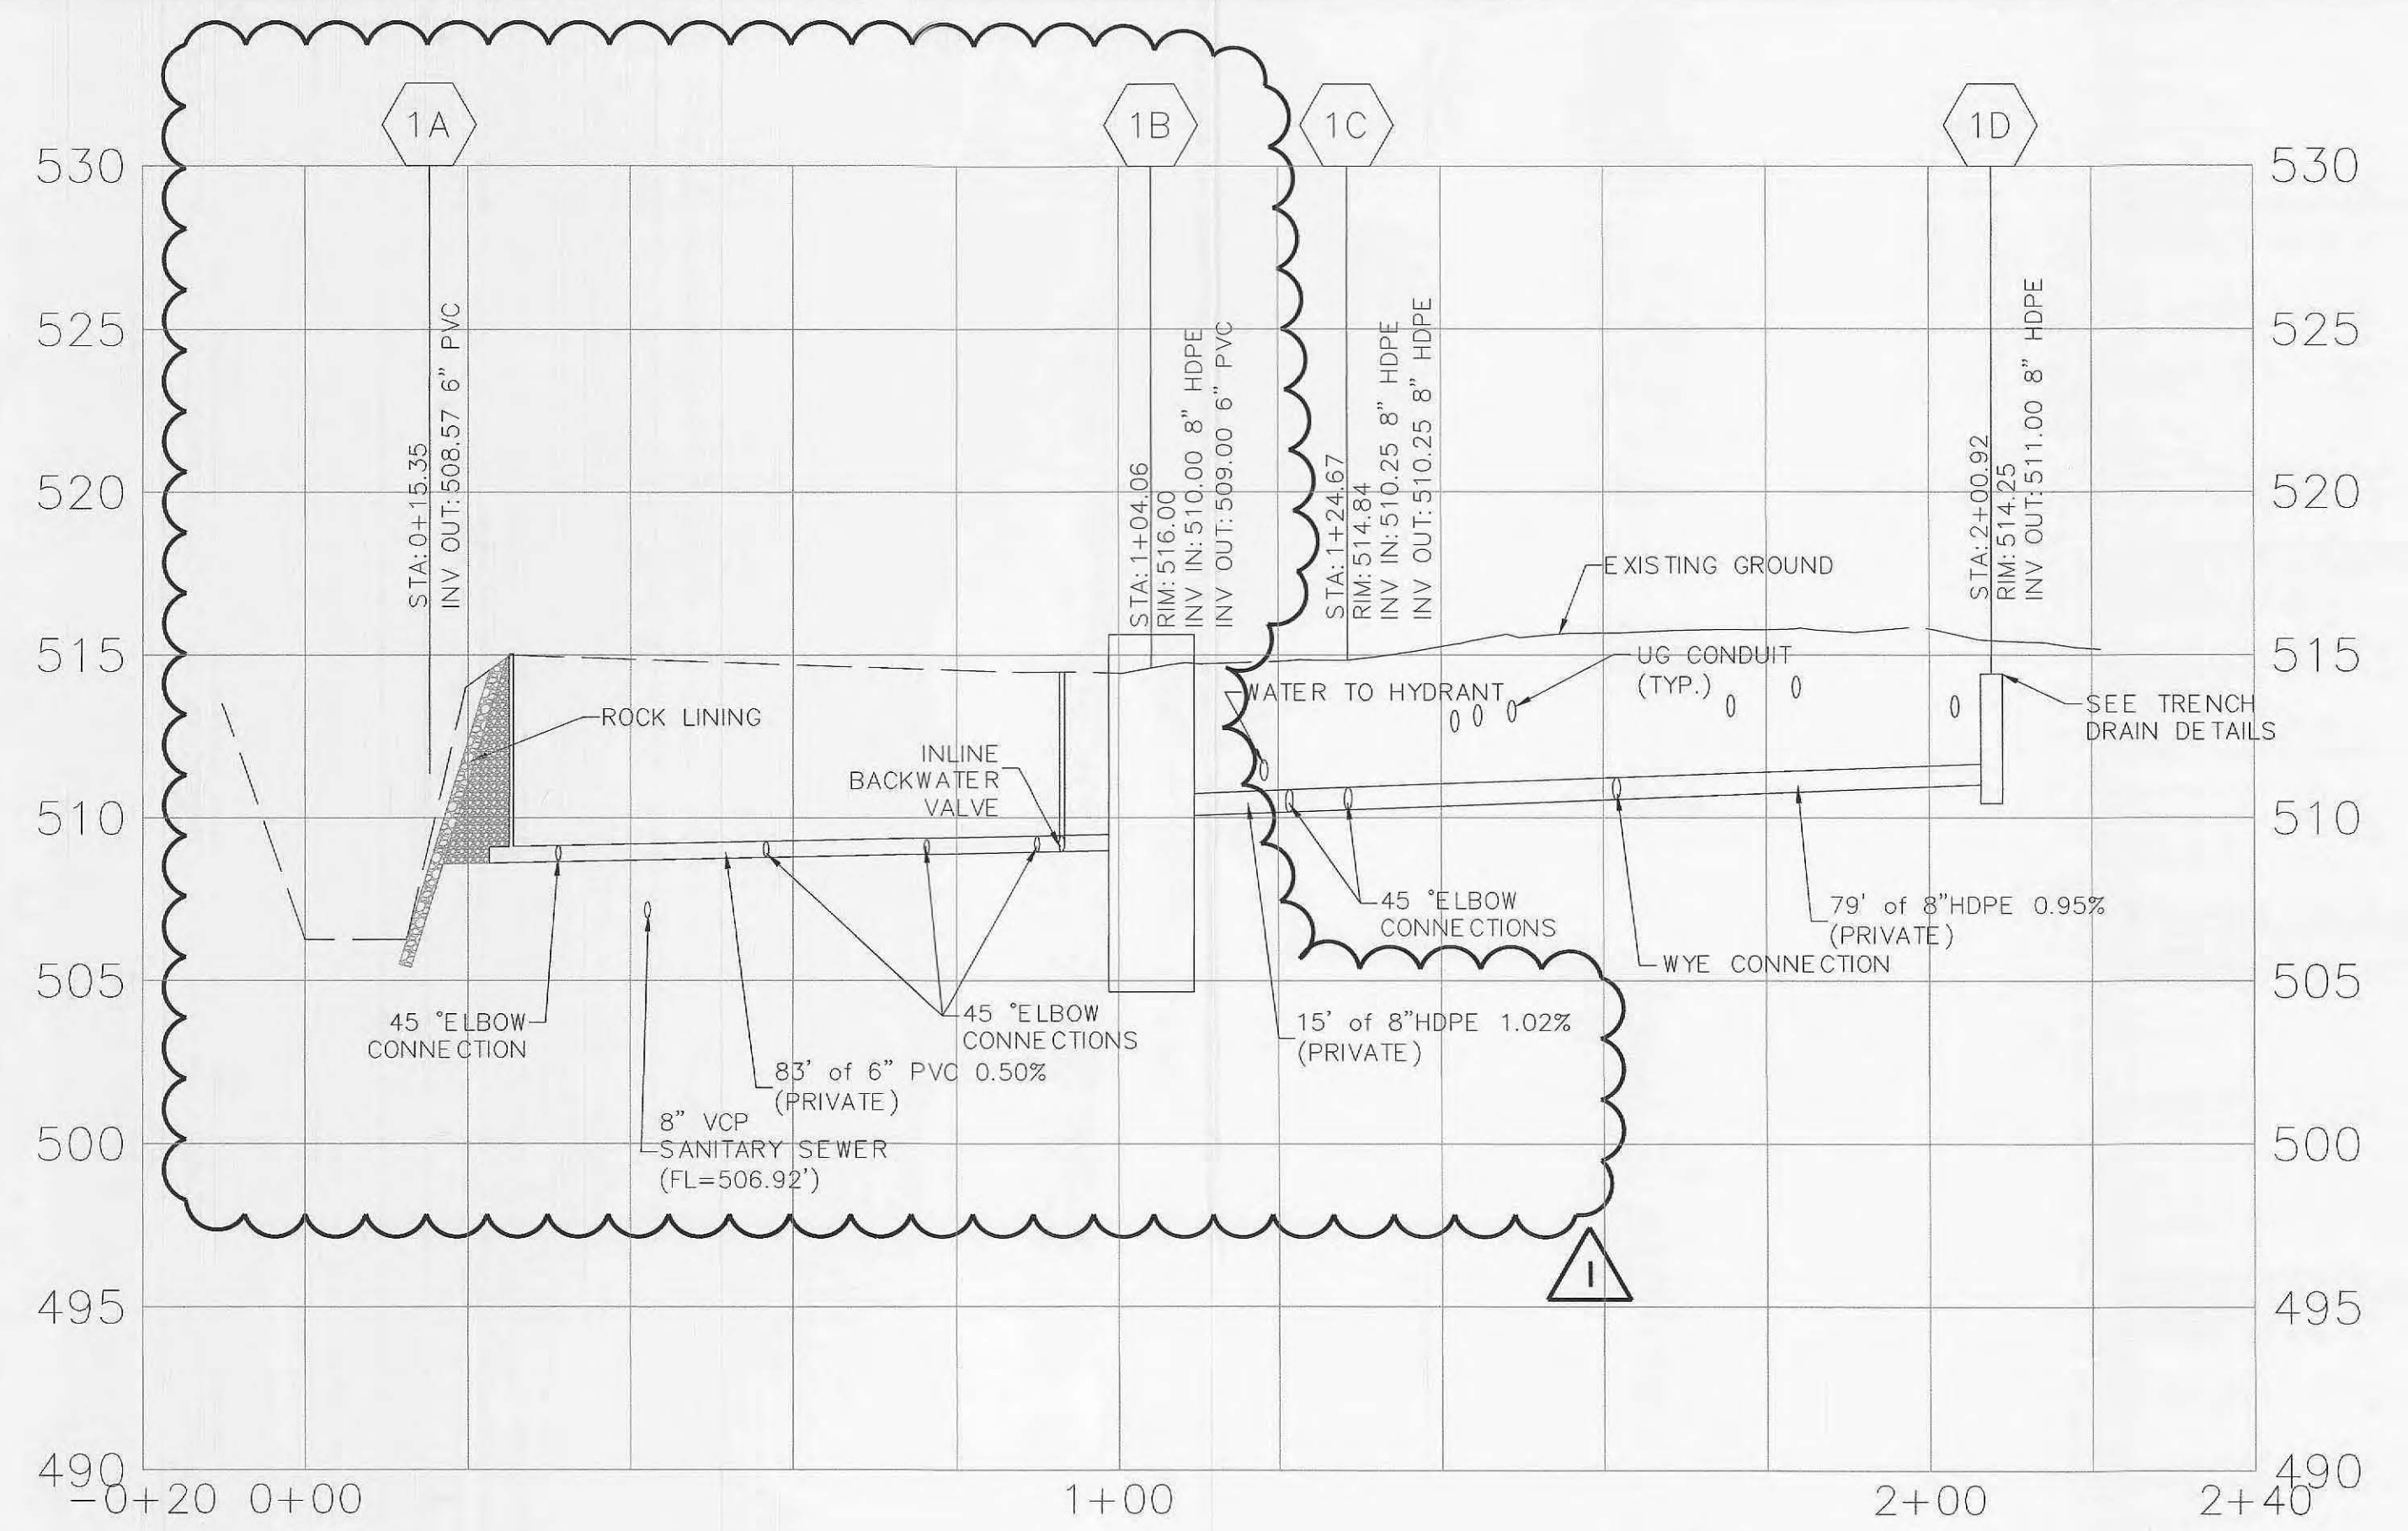 1A
1B
1C
1D
530
530
525
525
520
520
515
515
510
510
505
505
500
500
495
495
490
490
-0+20
0+00
1+00
2+00
2+40
STA: 0+15.35
INV OUT:508.57 6" PVC
STA: 1+04.06
RIM: 516.00
INV IN: 510.00 8" HDPE
INV OUT: 509.00 6" PVC
STA: 1+24.67
RIM: 514.84
INV IN: 510.25 8" HDPE
INV OUT: 510.25 8" HDPE
STA: 2+00.92
RIM: 514.25
INV OUT: 511.00 8" HDPE
EXISTING GROUND
UG CONDUIT
(TYP.)
WATER TO HYDRANT
SEE TRENCH
DRAIN DETAILS
ROCK LINING
INLINE
BACKWATER
VALVE
45 °ELBOW
CONNECTIONS
79' of 8"HDPE 0.95%
(PRIVATE)
WYE CONNECTION
45 °ELBOW
CONNECTION
45 °ELBOW
CONNECTIONS
15' of 8"HDPE 1.02%
(PRIVATE)
83' of 6" PVC 0.50%
(PRIVATE)
8" VCP
SANITARY SEWER
(FL=506.92')
1